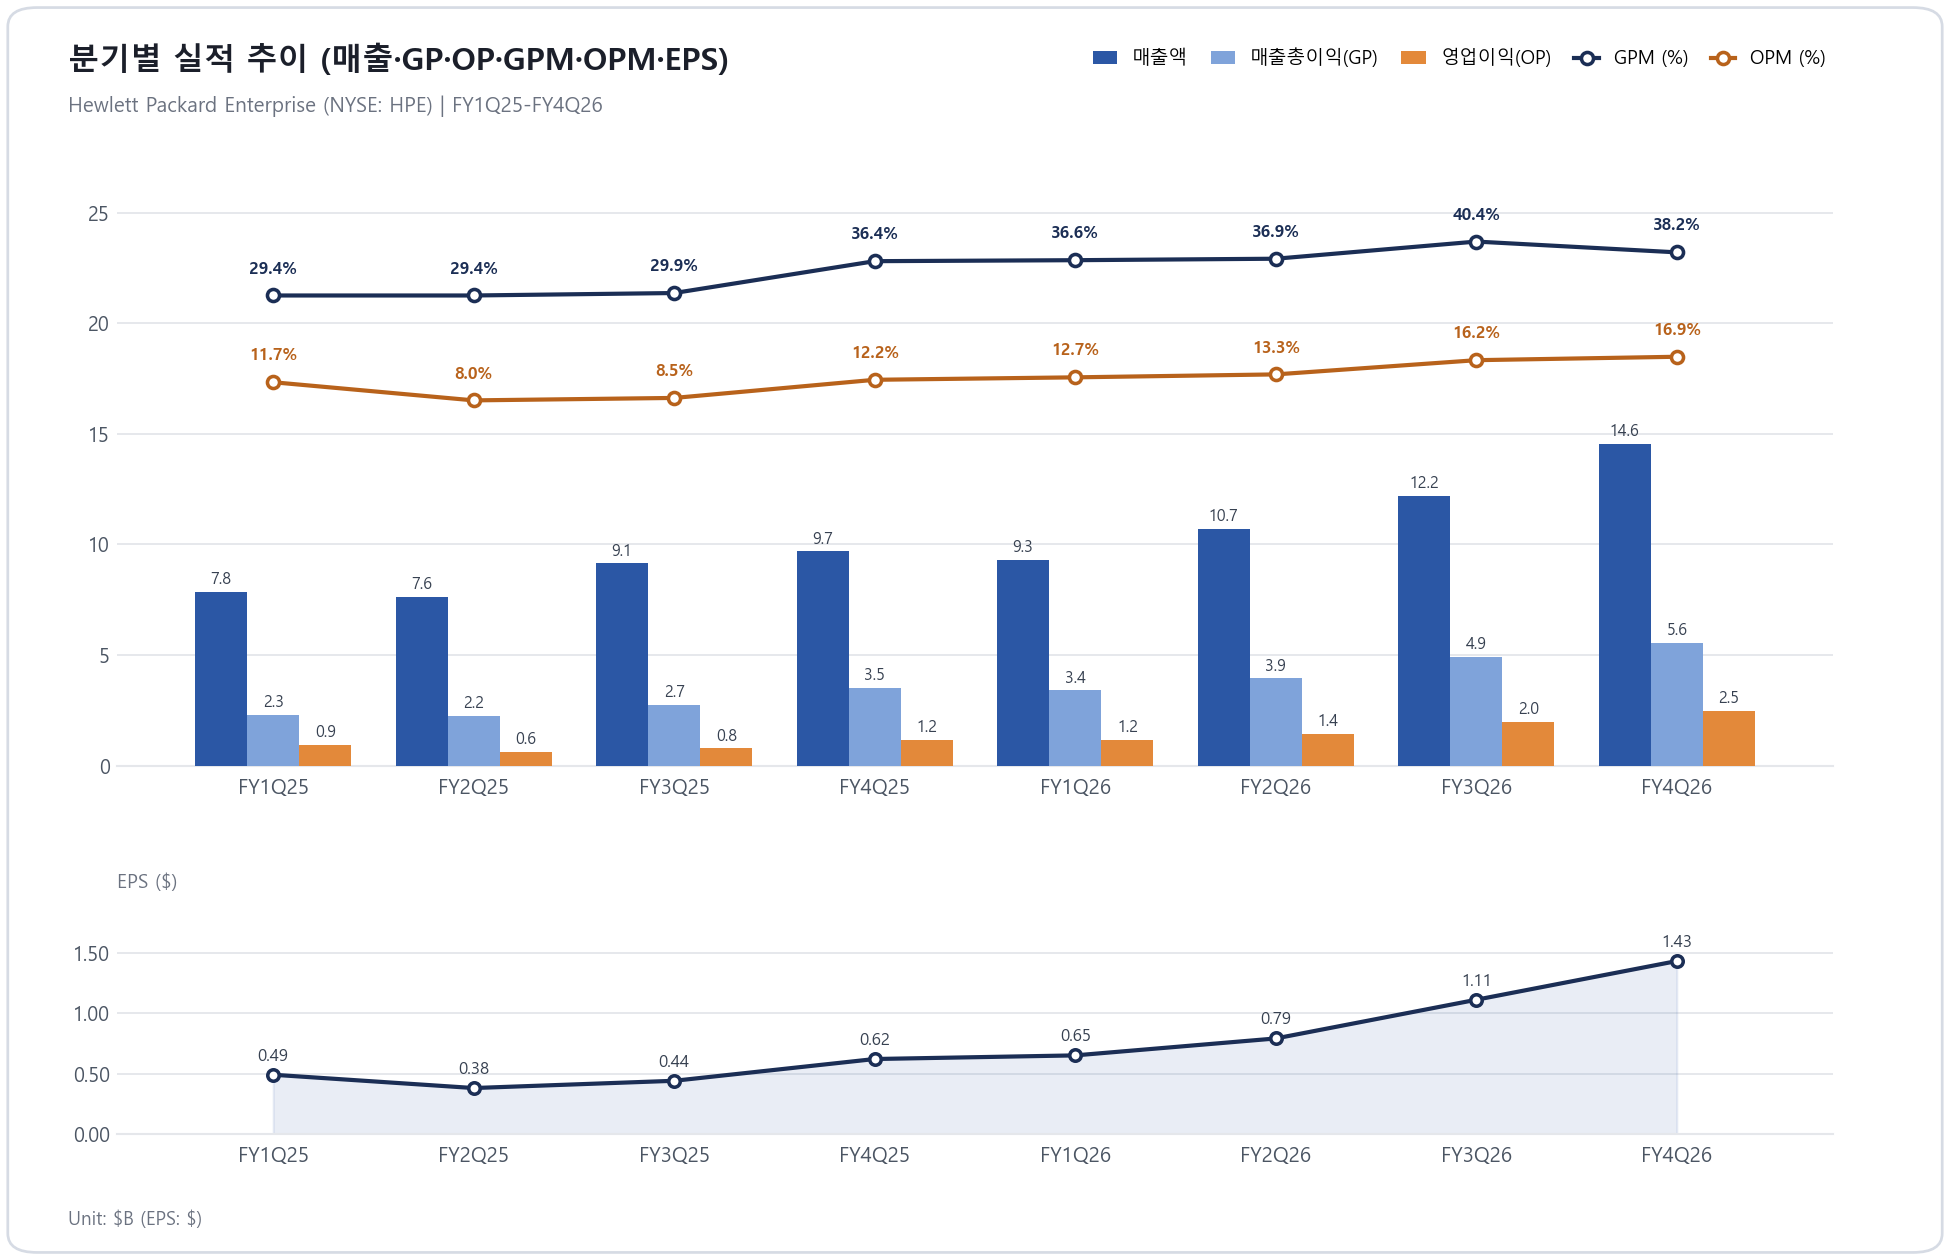 분기별 실적 추이 (매출·GP·OP·GPM·OPM·EPS)
매출액 매출총이익(GP) 영업이익(OP) GPM (%) OPM (%)
Hewlett Packard Enterprise (NYSE: HPE) | FY1Q25-FY4Q26
25
29.4% 29.4% 29.9% 36.4% 36.6% 36.9% 40.4% 38.2%
20
11.7% 8.0% 8.5% 12.2% 12.7% 13.3% 16.2% 16.9%
15
10
5
0
7.8 2.3 0.9
7.6 2.2 0.6
9.1 2.7 0.8
9.7 3.5 1.2
9.3 3.4 1.2
10.7 3.9 1.4
12.2 4.9 2.0
14.6 5.6 2.5
FY1Q25 FY2Q25 FY3Q25 FY4Q25 FY1Q26 FY2Q26 FY3Q26 FY4Q26
EPS ($)
1.50
1.00
0.50
0.00
0.49 0.38 0.44 0.62 0.65 0.79 1.11 1.43
FY1Q25 FY2Q25 FY3Q25 FY4Q25 FY1Q26 FY2Q26 FY3Q26 FY4Q26
Unit: $B (EPS: $)